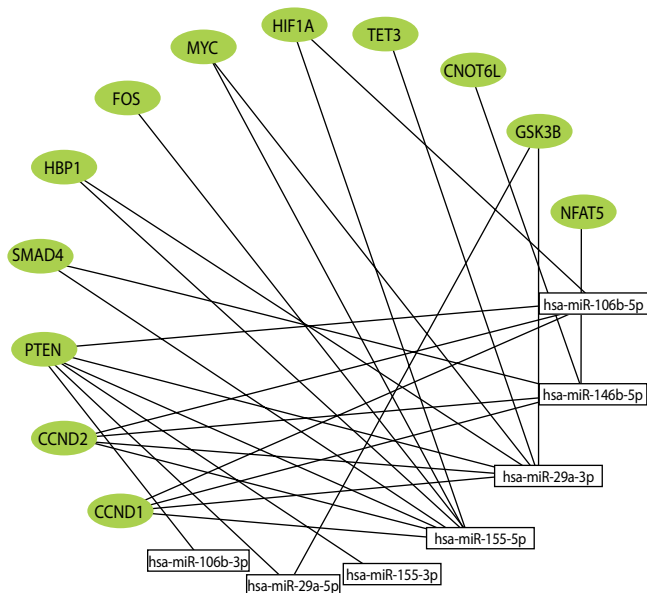 HIF1A
TET3
MYC
CNOT6L
FOS
GSK3B
HBP1
NFAT5
SMAD4
hsa-miR-106b-5p
PTEN
hsa-miR-146b-5p
CCND2
hsa-miR-29a-3p
CCND1
hsa-miR-155-5p
hsa-miR-106b-3p
hsa-miR-155-3p
hsa-miR-29a-5p